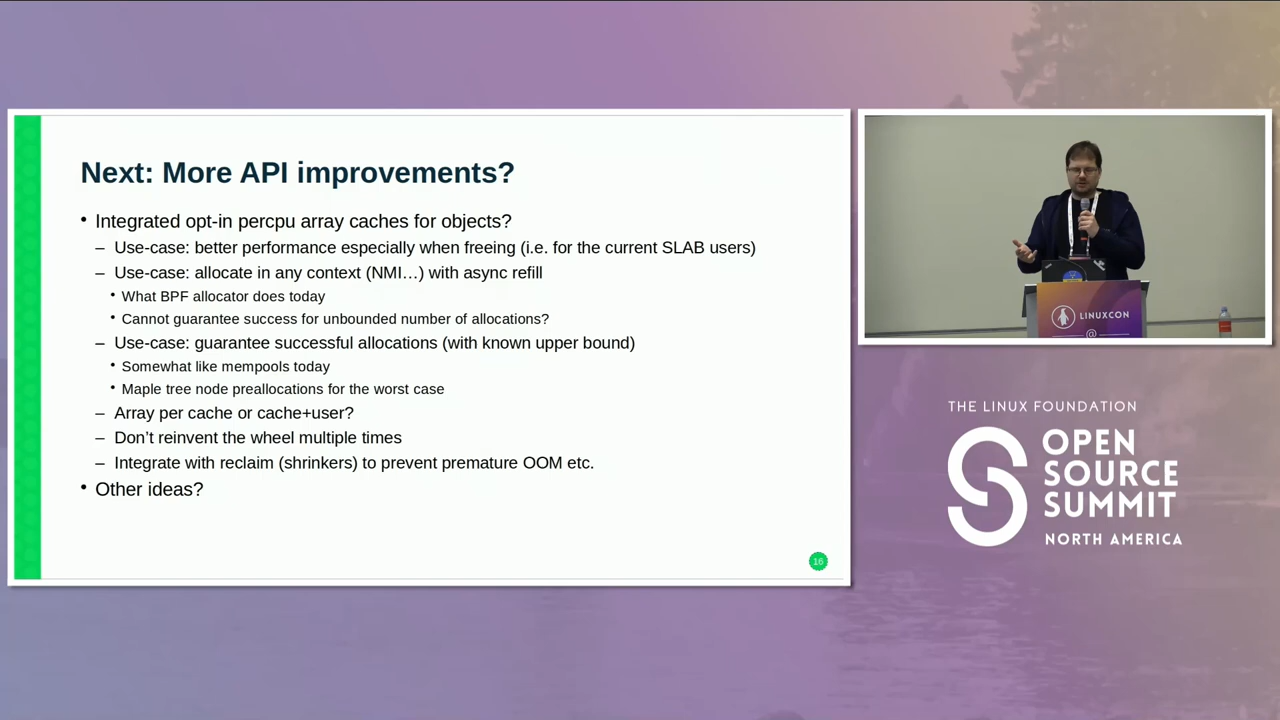 Next: More API improvements?
• Integrated opt-in percpu array caches for objects?
– Use-case: better performance especially when freeing (i.e. for the current SLAB users)
– Use-case: allocate in any context (NMI…) with async refill
• What BPF allocator does today
• Cannot guarantee success for unbounded number of allocations?
– Use-case: guarantee successful allocations (with known upper bound)
• Somewhat like mempools today
• Maple tree node preallocations for the worst case
– Array per cache or cache+user?
– Don’t reinvent the wheel multiple times
– Integrate with reclaim (shrinkers) to prevent premature OOM etc.
• Other ideas?
16
LINUXCON
@
THE LINUX FOUNDATION
OPEN
SOURCE
SUMMIT
NORTH AMERICA